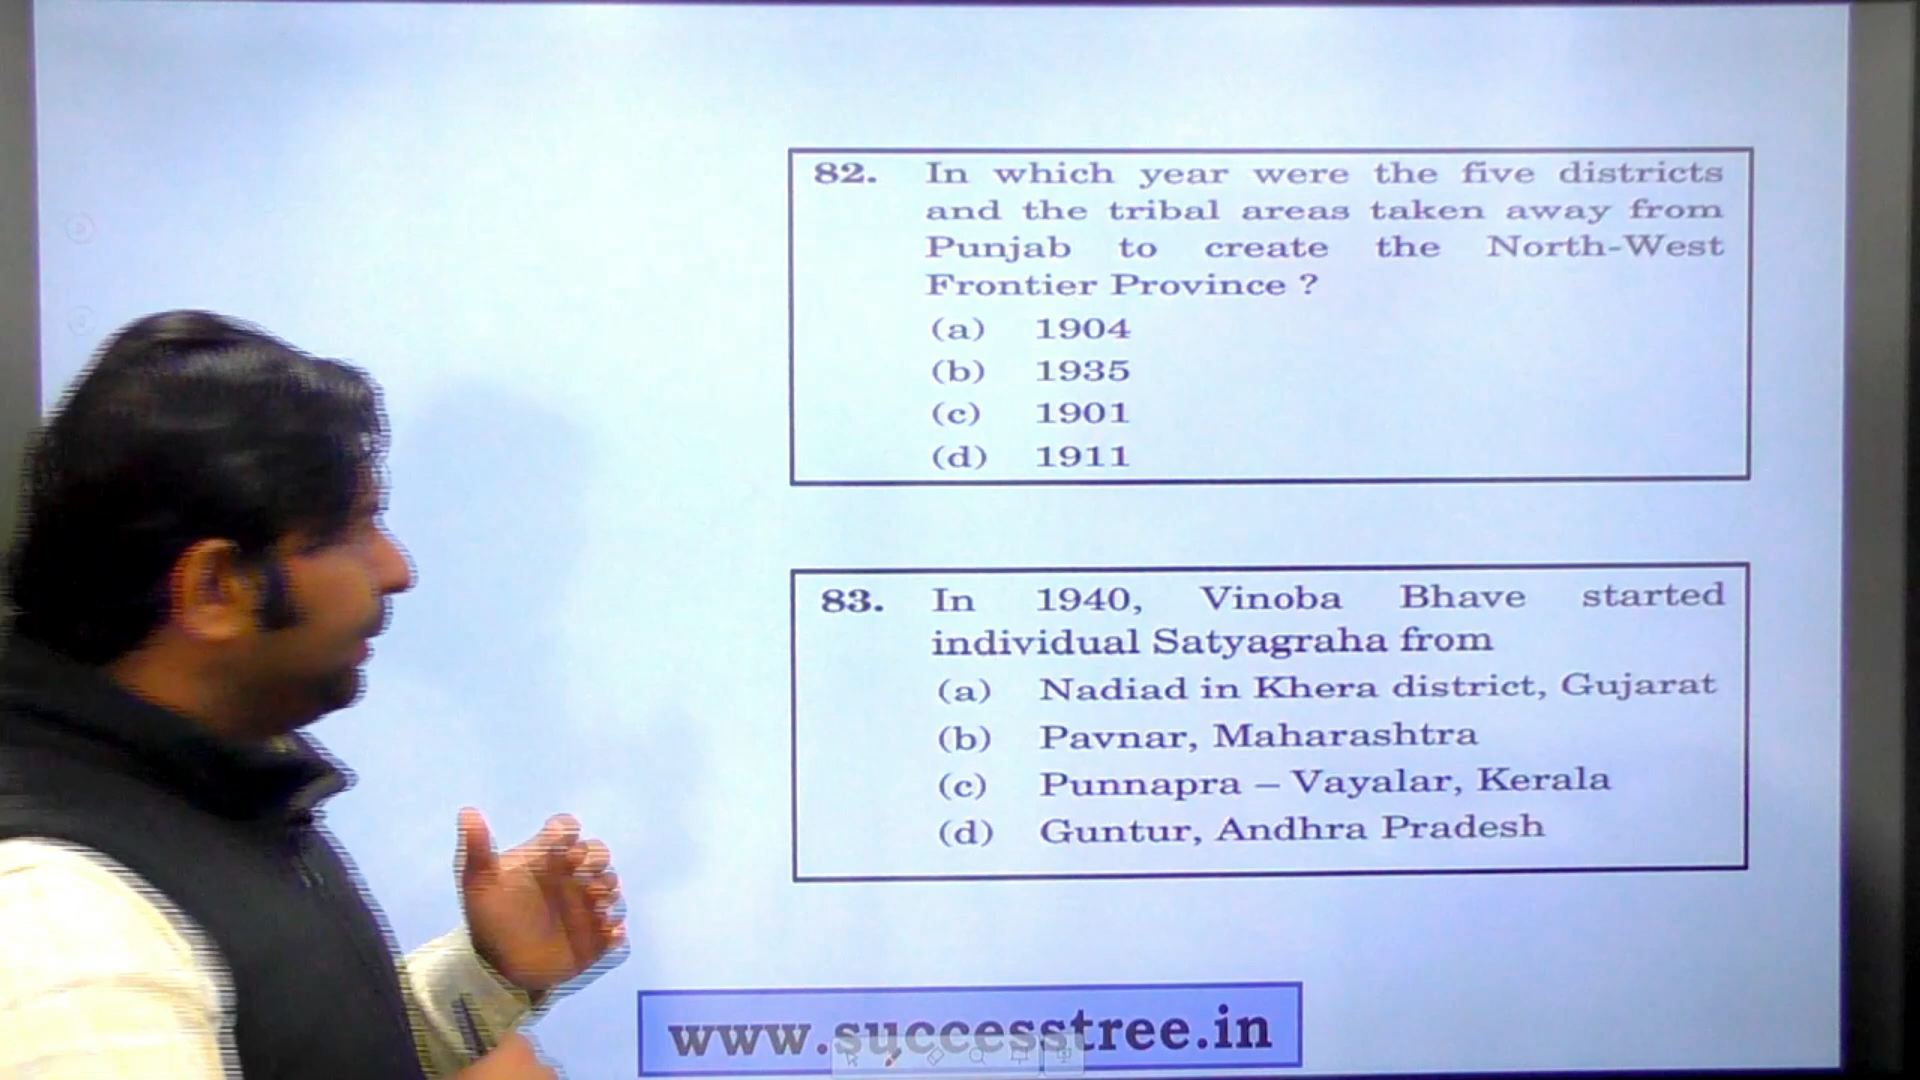 82. In which year were the five districts
and the tribal areas taken away from
Punjab to create the North-West
Frontier Province ?
(a) 1904
(b) 1935
(c) 1901
(d) 1911
83. In 1940, Vinoba Bhave started
individual Satyagraha from
(a) Nadiad in Khera district, Gujarat
(b) Pavnar, Maharashtra
(c) Punnapra – Vayalar, Kerala
(d) Guntur, Andhra Pradesh
www.successtree.in